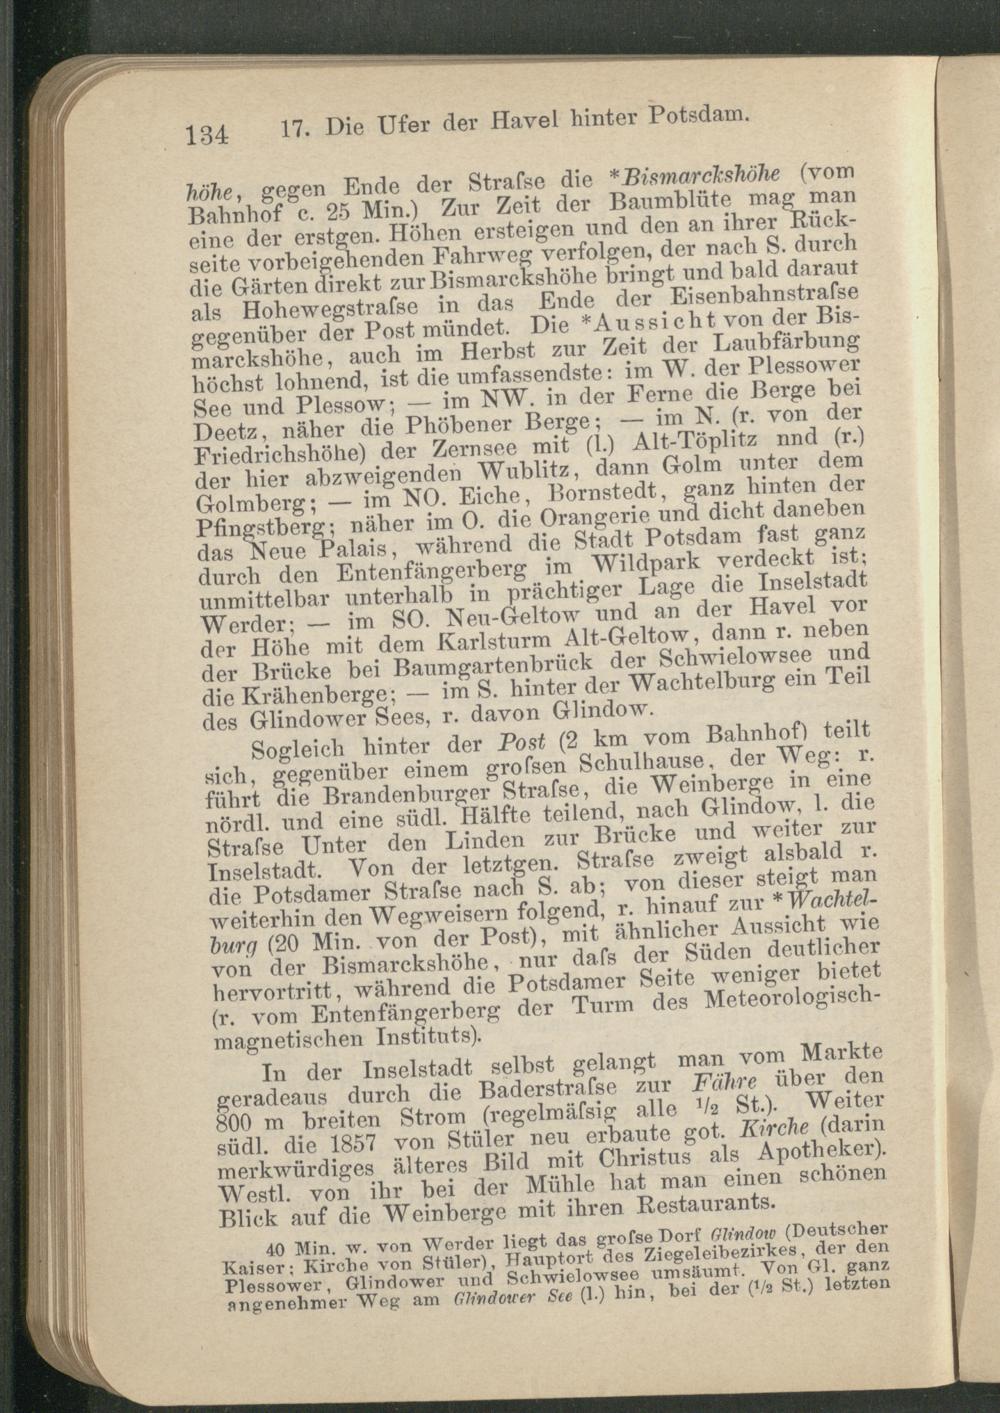 134 17. Die Ufer der Havel hinter Potsdam.
höhe, gegen Ende der Straſse die *Bismarckshöhe (vom
Bahnhof c. 25 Min.) Zur Zeit der Baumblüte mag man
eine der erstgen. Höhen ersteigen und den an ihrer Rück-
seite vorbeigehenden Fahrweg verfolgen, der nach S. durch
die Gärten direkt zur Bismarckshöhe bringt und bald darauf
als Hohewegstraſse in das Ende der Eisenbahnstraſse
gegenüber der Post mündet. Die *Aussicht von der Bis-
marckshöhe, auch im Herbst zur Zeit der Laubfärbung
höchst lohnend, ist die umfassendste: im W. der Plessower
See und Plessow; — im NW. in der Ferne die Berge bei
Deetz, näher die Phöbener Berge; — im N. (r. von der
Friedrichshöhe) der Zernsee mit (l.) Alt-Töplitz nnd (r.)
der hier abzweigenden Wublitz, dann Golm unter dem
Golmberg; — im NO. Eiche, Bornstedt, ganz hinten der
Pfingstberg; näher im O. die Orangerie und dicht daneben
das Neue Palais, während die Stadt Potsdam fast ganz
durch den Entenfängerberg im Wildpark verdeckt ist;
unmittelbar unterhalb in prächtiger Lage die Inselstadt
Werder; — im SO. Neu-Geltow und an der Havel vor
der Höhe mit dem Karlsturm Alt-Geltow, dann r. neben
der Brücke bei Baumgartenbrück der Schwielowsee und
die Krähenberge; — im S. hinter der Wachtelburg ein Teil
des Glindower Sees, r. davon Glindow.
Sogleich hinter der Post (2 km vom Bahnhof) teilt
sich, gegenüber einem groſsen Schulhause, der Weg: r.
führt die Brandenburger Straſse, die Weinberge in eine
nördl. und eine südl. Hälfte teilend, nach Glindow, l. die
Straſse Unter den Linden zur Brücke und weiter zur
Inselstadt. Von der letztgen. Straſse zweigt alsbald r.
die Potsdamer Straſse nach S. ab; von dieser steigt man
weiterhin den Wegweisern folgend, r. hinauf zur *Wachtel-
burg (20 Min. von der Post), mit ähnlicher Aussicht wie
von der Bismarckshöhe, nur daſs der Süden deutlicher
hervortritt, während die Potsdamer Seite weniger bietet
(r. vom Entenfängerberg der Turm des Meteorologisch-
magnetischen Instituts).
In der Inselstadt selbst gelangt man vom Markte
geradeaus durch die Baderstraſse zur Fähre über den
800 m breiten Strom (regelmäſsig alle ½ St.). Weiter
südl. die 1857 von Stüler neu erbaute got. Kirche (darin
merkwürdiges älteres Bild mit Christus als Apotheker).
Westl. von ihr bei der Mühle hat man einen schönen
Blick auf die Weinberge mit ihren Restaurants.
40 Min. w. von Werder liegt das groſse Dorf Glindow (Deutscher
Kaiser; Kirche von Stüler), Hauptort des Ziegeleibezirkes, der den
Plessower, Glindower und Schwielowsee umsäumt. Von Gl. ganz
angenehmer Weg am Glindower See (l.) hin, bei der (½ St.) letzten